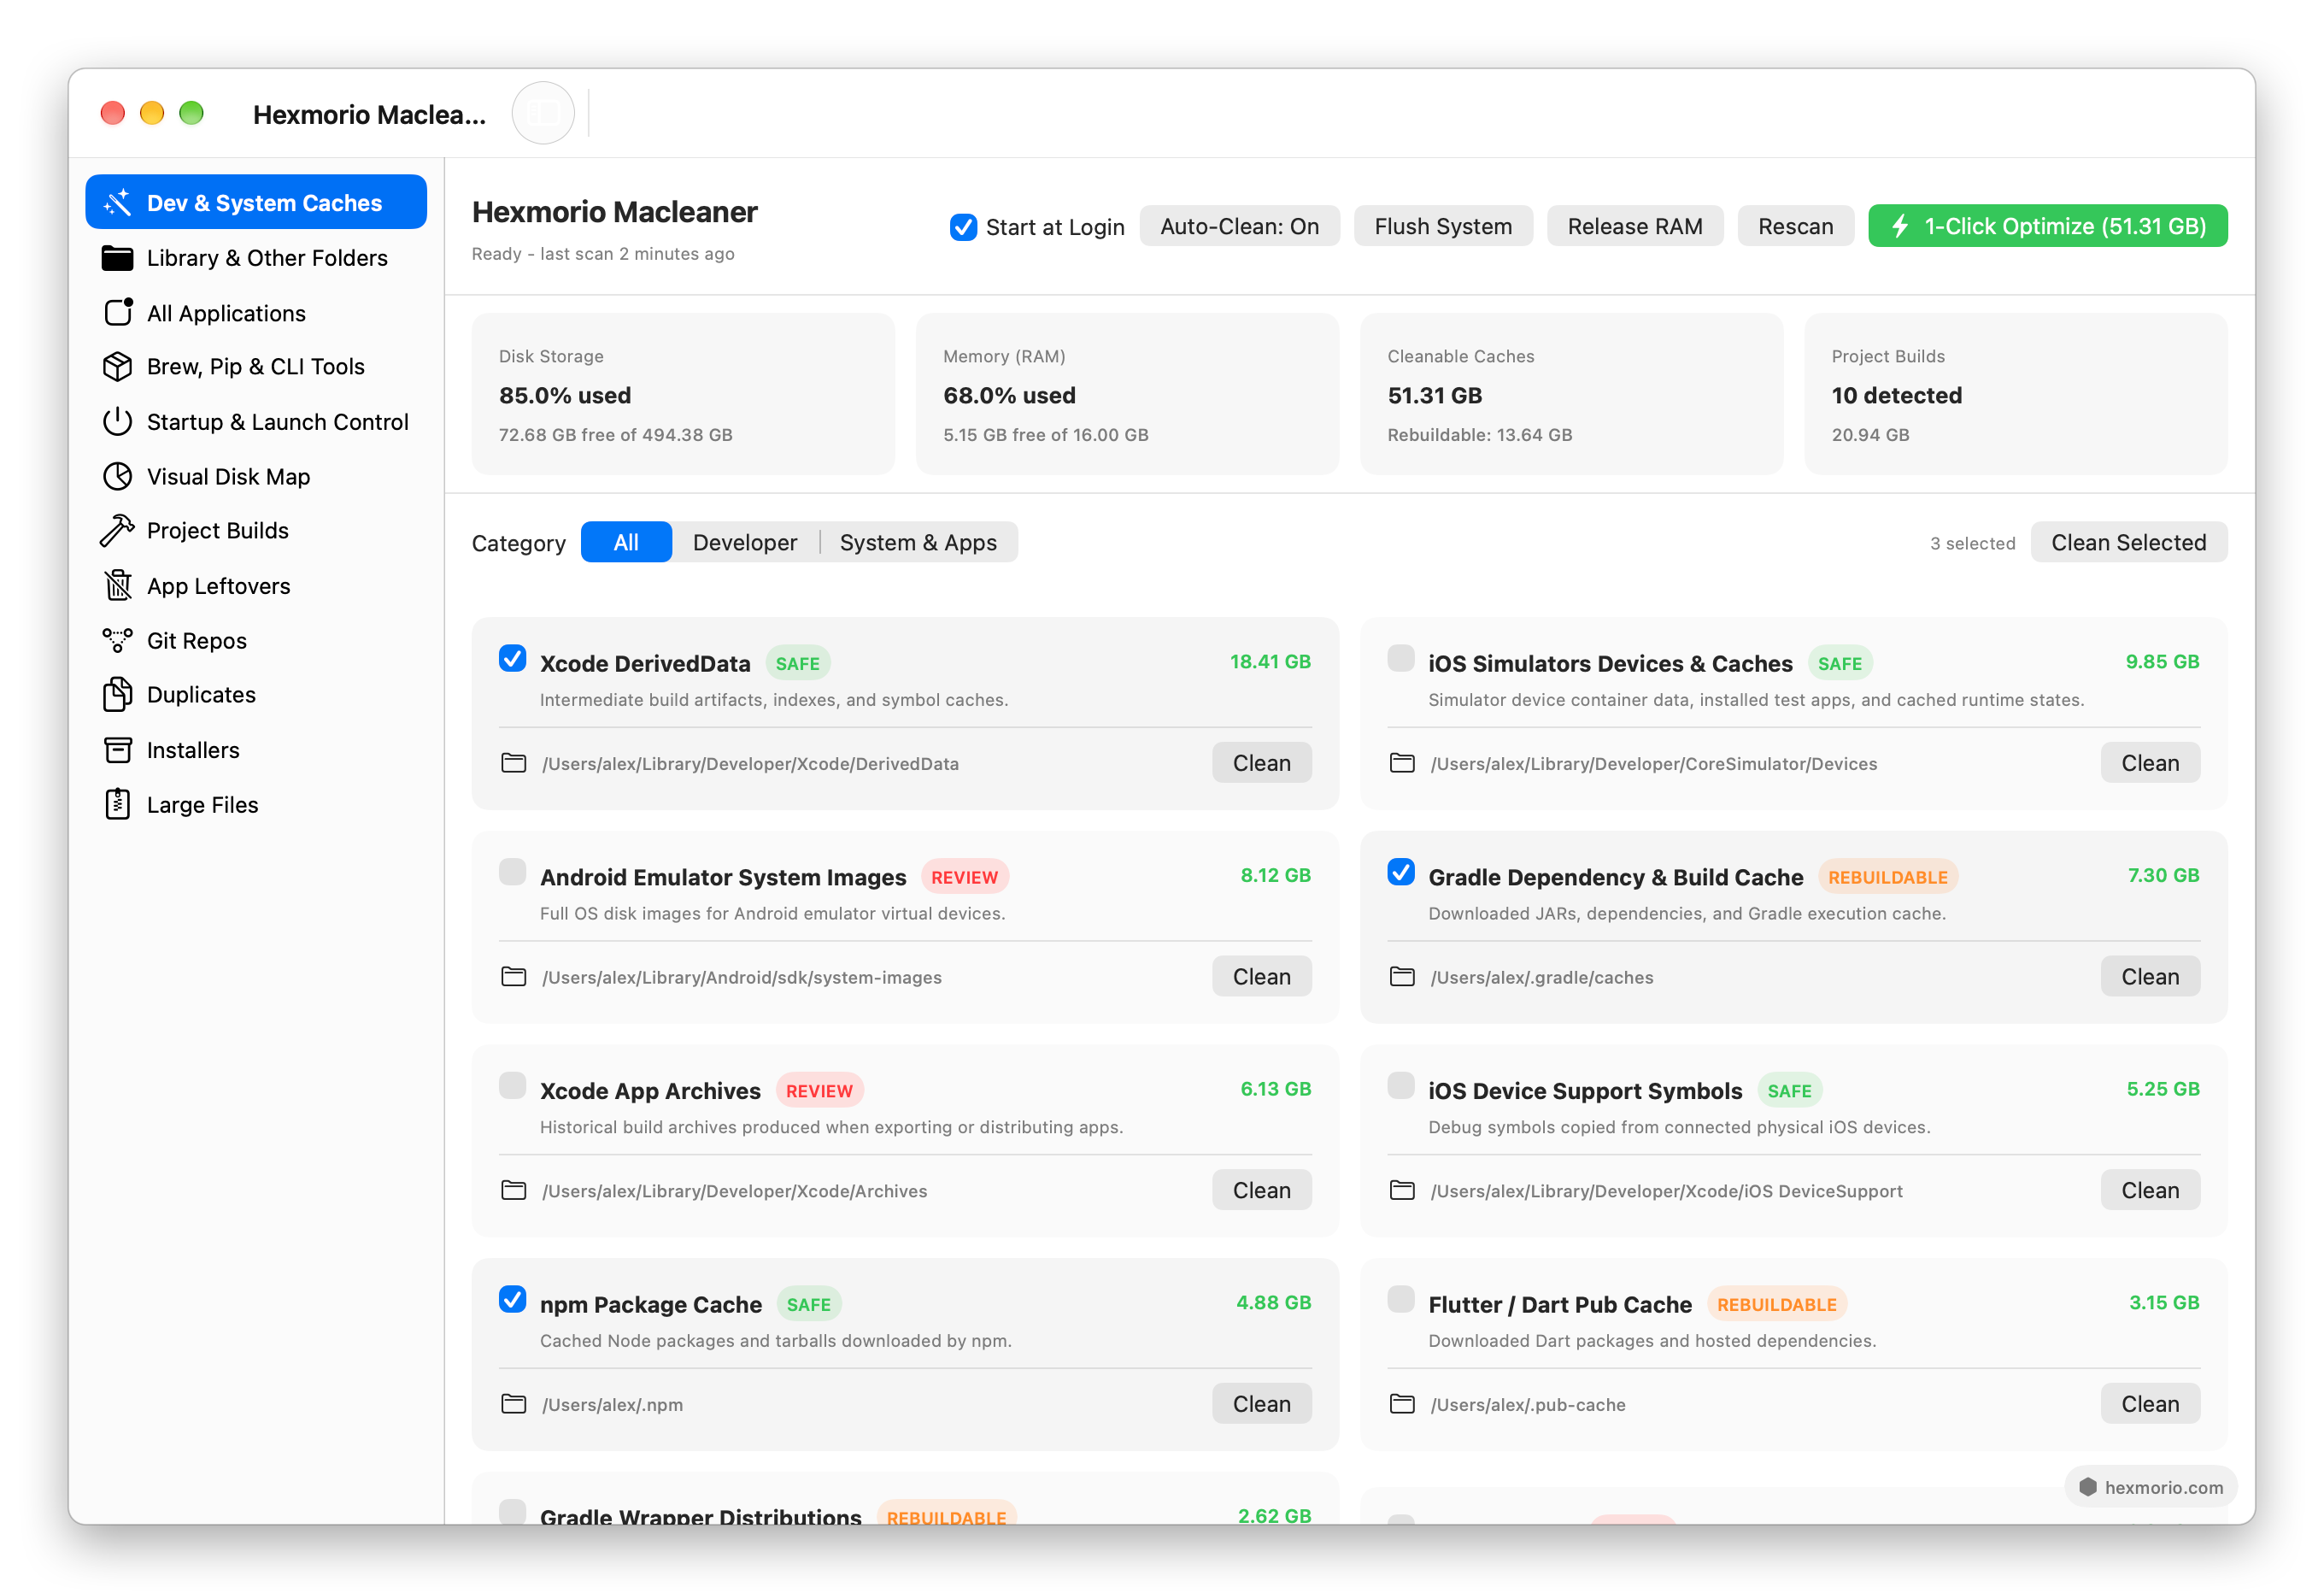 Hexmorio Maclea...
Dev & System Caches
Library & Other Folders
All Applications
Brew, Pip & CLI Tools
Startup & Launch Control
Visual Disk Map
Project Builds
App Leftovers
Git Repos
Duplicates
Installers
Large Files
Hexmorio Macleaner
Ready - last scan 2 minutes ago
Start at Login
Auto-Clean: On
Flush System
Release RAM
Rescan
1-Click Optimize (51.31 GB)
Disk Storage
85.0% used
72.68 GB free of 494.38 GB
Memory (RAM)
68.0% used
5.15 GB free of 16.00 GB
Cleanable Caches
51.31 GB
Rebuildable: 13.64 GB
Project Builds
10 detected
20.94 GB
Category
All
Developer
System & Apps
3 selected
Clean Selected
Xcode DerivedData SAFE 18.41 GB
Intermediate build artifacts, indexes, and symbol caches.
/Users/alex/Library/Developer/Xcode/DerivedData Clean
iOS Simulators Devices & Caches SAFE 9.85 GB
Simulator device container data, installed test apps, and cached runtime states.
/Users/alex/Library/Developer/CoreSimulator/Devices Clean
Android Emulator System Images REVIEW 8.12 GB
Full OS disk images for Android emulator virtual devices.
/Users/alex/Library/Android/sdk/system-images Clean
Gradle Dependency & Build Cache REBUILDABLE 7.30 GB
Downloaded JARs, dependencies, and Gradle execution cache.
/Users/alex/.gradle/caches Clean
Xcode App Archives REVIEW 6.13 GB
Historical build archives produced when exporting or distributing apps.
/Users/alex/Library/Developer/Xcode/Archives Clean
iOS Device Support Symbols SAFE 5.25 GB
Debug symbols copied from connected physical iOS devices.
/Users/alex/Library/Developer/Xcode/iOS DeviceSupport Clean
npm Package Cache SAFE 4.88 GB
Cached Node packages and tarballs downloaded by npm.
/Users/alex/.npm Clean
Flutter / Dart Pub Cache REBUILDABLE 3.15 GB
Downloaded Dart packages and hosted dependencies.
/Users/alex/.pub-cache Clean
Gradle Wrapper Distributions REBUILDABLE 2.62 GB
hexmorio.com